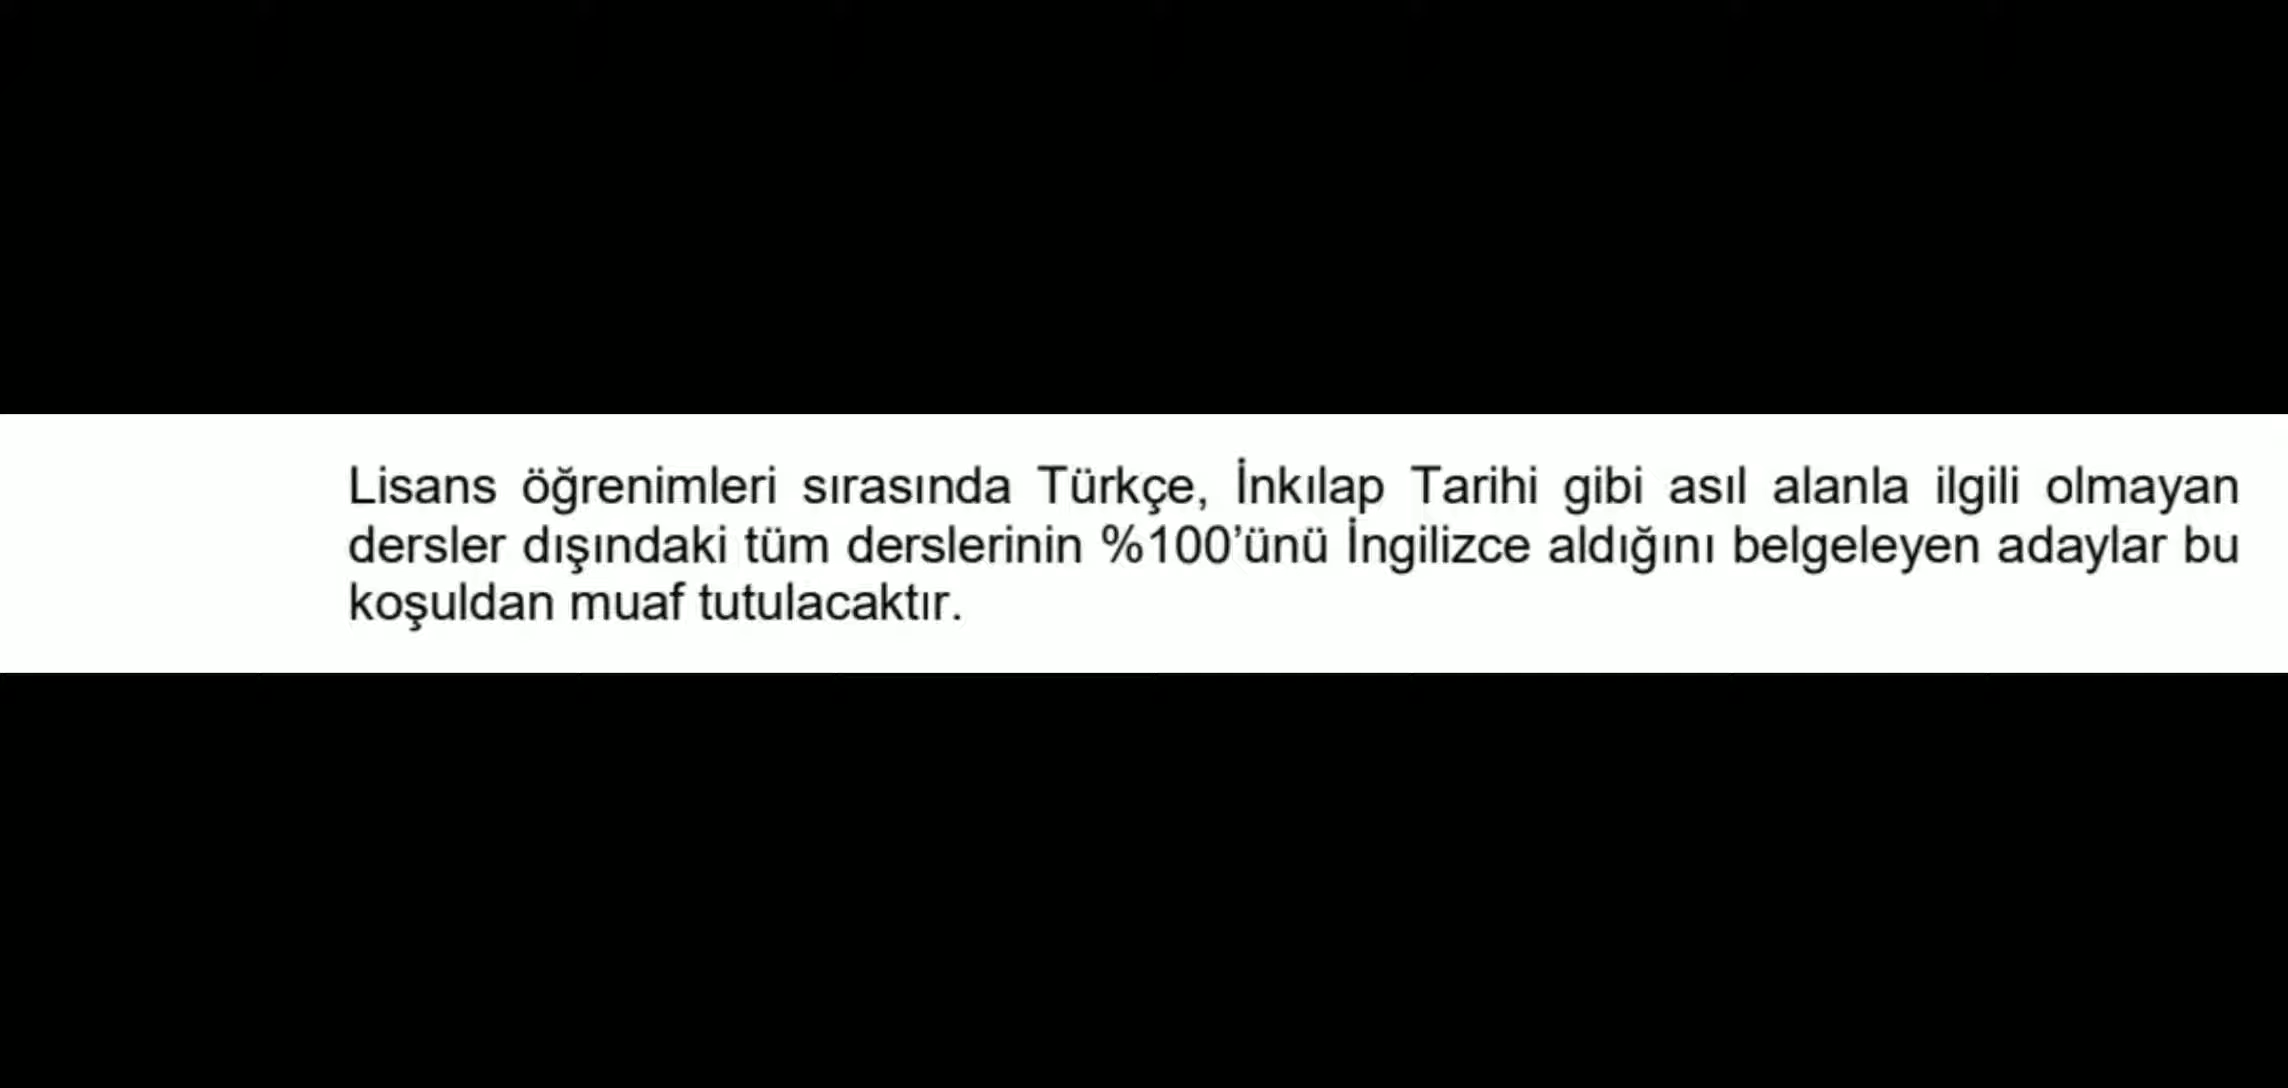 Lisans öğrenimleri sırasında Türkçe, İnkılap Tarihi gibi asıl alanla ilgili olmayan
dersler dışındaki tüm derslerinin %100’ünü İngilizce aldığını belgeleyen adaylar bu
koşuldan muaf tutulacaktır.